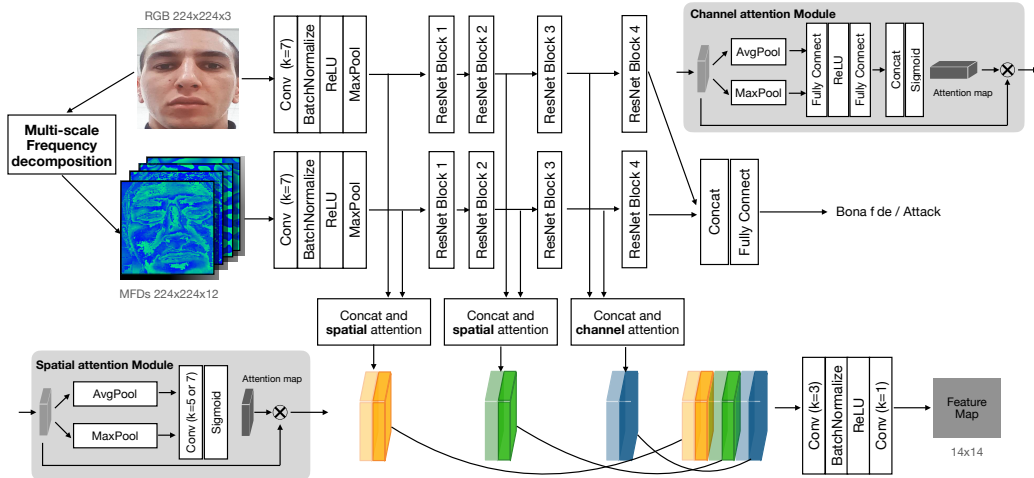 RGB 224x224x3
Multi-scale
Frequency
decomposition
MFDs 224x224x12
Conv (k=7)
BatchNormalize
ReLU
MaxPool
ResNet Block 1
ResNet Block 2
ResNet Block 3
ResNet Block 4
Conv (k=7)
BatchNormalize
ReLU
MaxPool
ResNet Block 1
ResNet Block 2
ResNet Block 3
ResNet Block 4
Channel attention Module
AvgPool
MaxPool
Fully Connect
ReLU
Fully Connect
Concat
Sigmoid
Attention map
Concat
Fully Connect
Bona f de / Attack
Concat and
spatial attention
Concat and
spatial attention
Concat and
channel attention
Spatial attention Module
AvgPool
MaxPool
Conv (k=5 or 7)
Sigmoid
Attention map
Conv (k=3)
BatchNormalize
ReLU
Conv (k=1)
Feature
Map
14x14